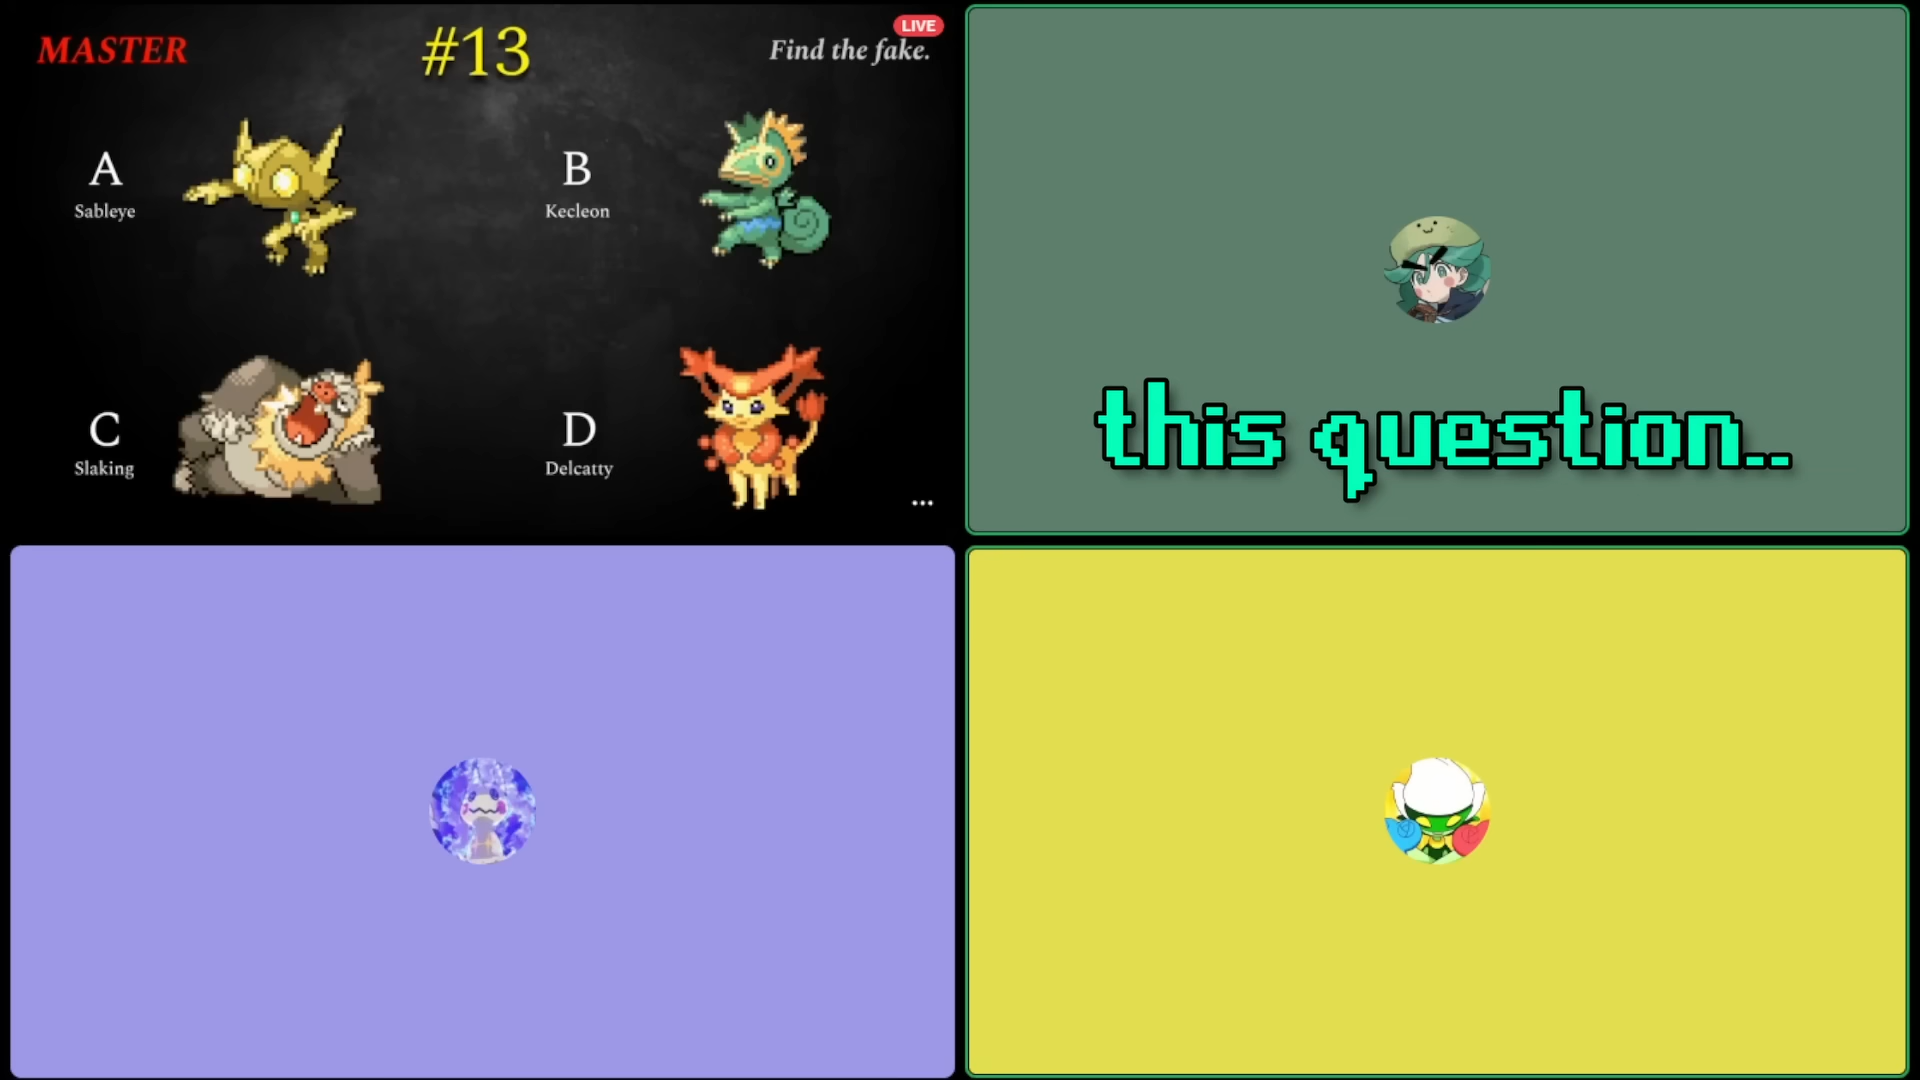 MASTER
#13
LIVE
Find the fake.
A
Sableye
B
Kecleon
C
Slaking
D
Delcatty
...
this question..